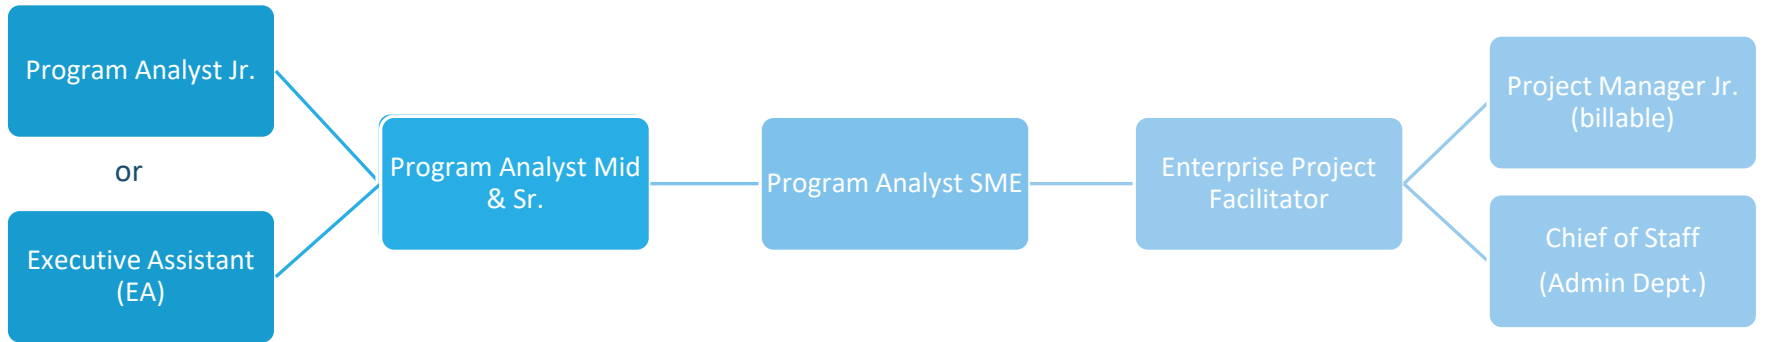 Program Analyst Jr.
or
Executive Assistant
(EA)
Program Analyst Mid
& Sr.
Program Analyst SME
Enterprise Project
Facilitator
Project Manager Jr.
(billable)
Chief of Staff
(Admin Dept.)